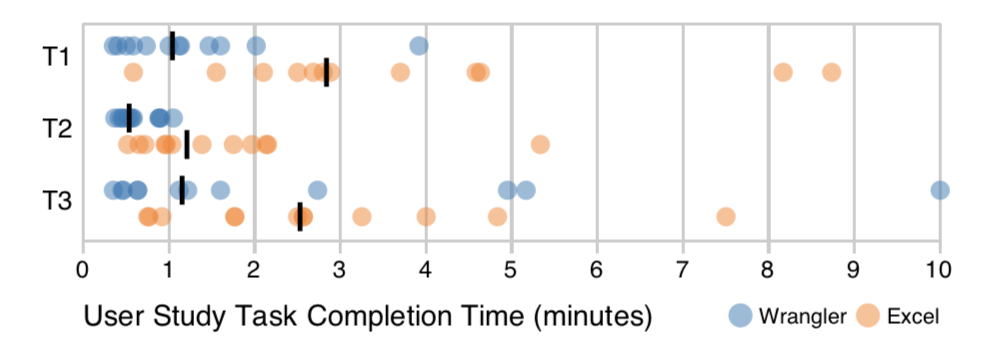 T1
T2
T3
0 1 2 3 4 5 6 7 8 9 10
User Study Task Completion Time (minutes) Wrangler Excel